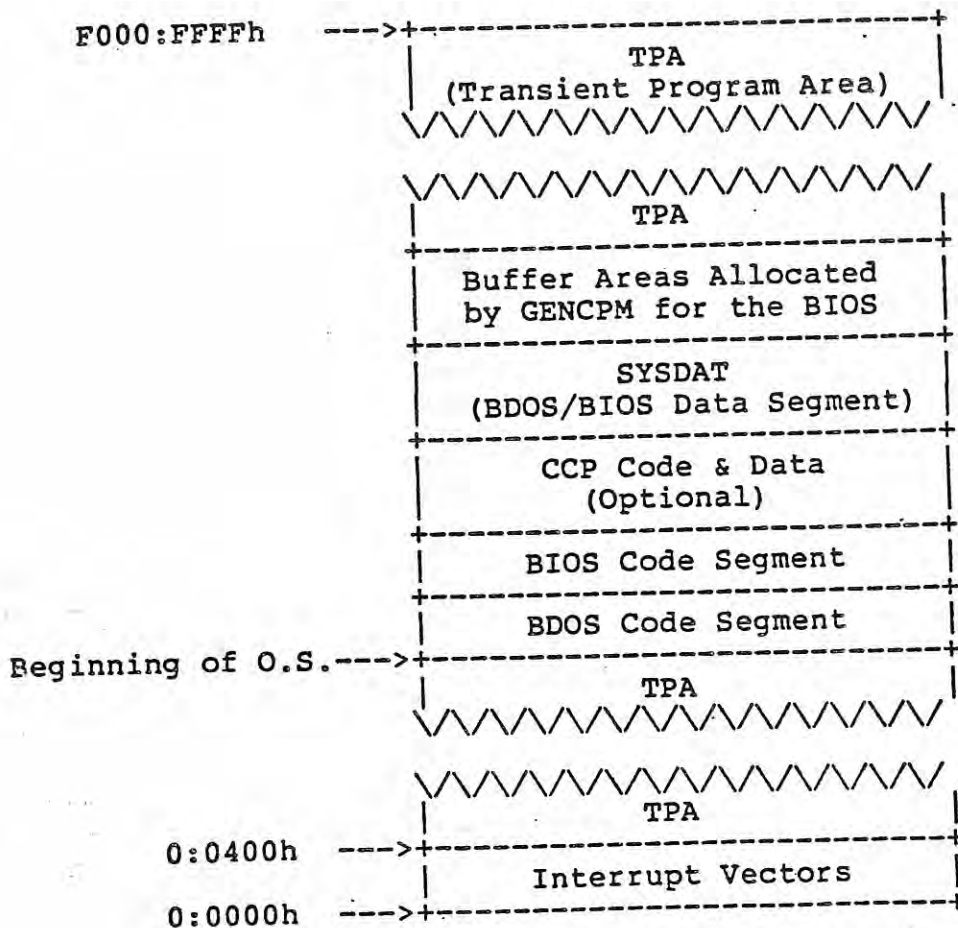 F000:FFFFh --->+-----------------------+
TPA
(Transient Program Area)
\/\/\/\/\/\/\/\/\/\/\/\/\/
\/\/\/\/\/\/\/\/\/\/\/\/\/
TPA
+-----------------------+
Buffer Areas Allocated
by GENCPM for the BIOS
+-----------------------+
SYSDAT
(BDOS/BIOS Data Segment)
+-----------------------+
CCP Code & Data
(Optional)
+-----------------------+
BIOS Code Segment
+-----------------------+
BDOS Code Segment
Beginning of O.S.--->+-----------------------+
TPA
\/\/\/\/\/\/\/\/\/\/\/\/\/
\/\/\/\/\/\/\/\/\/\/\/\/\/
TPA
0:0400h --->+-----------------------+
Interrupt Vectors
0:0000h --->+-----------------------+